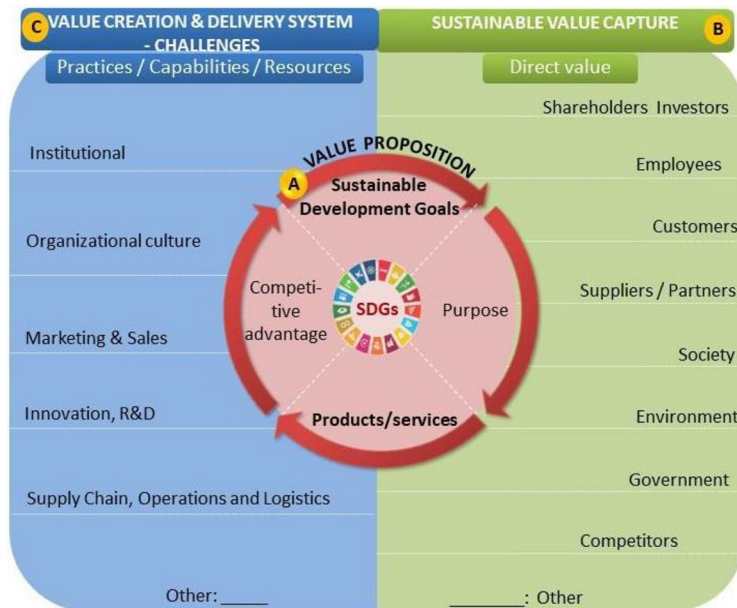 C
VALUE CREATION & DELIVERY SYSTEM
- CHALLENGES
Practices / Capabilities / Resources
SUSTAINABLE VALUE CAPTURE
B
Direct value
Institutional
Organizational culture
Marketing & Sales
Innovation, R&D
Supply Chain, Operations and Logistics
Other: _____
A
VALUE PROPOSITION
Sustainable
Development Goals
Competi-
tive
advantage
SDGs
Purpose
Products/services
Shareholders Investors
Employees
Customers
Suppliers / Partners
Society
Environment
Government
Competitors
________: Other